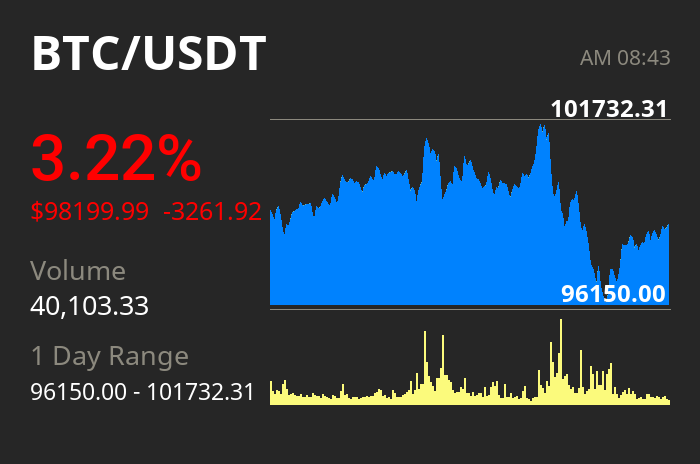 BTC/USDT
AM 08:43
101732.31
3.22%
$98199.99 -3261.92
Volume
96150.00
40,103.33
1 Day Range
96150.00 - 101732.31